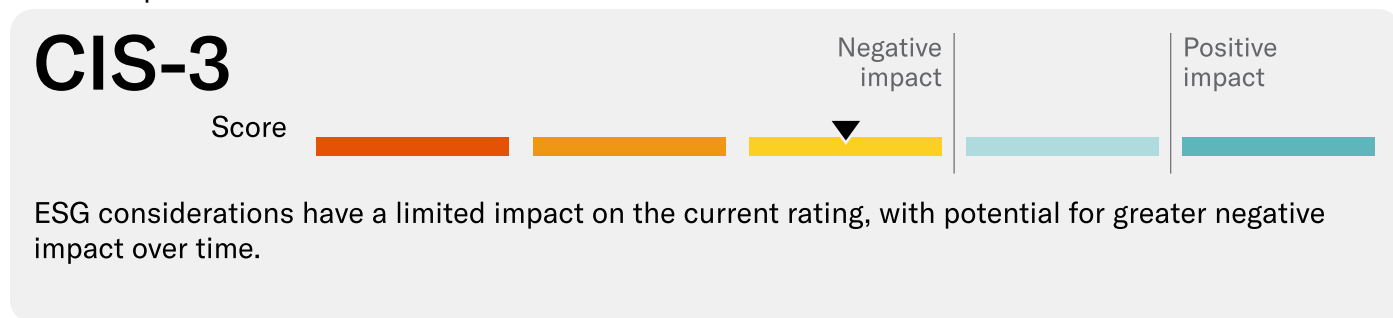 CIS-3
Negative
impact
Positive
impact
Score
ESG considerations have a limited impact on the current rating, with potential for greater negative
impact over time.